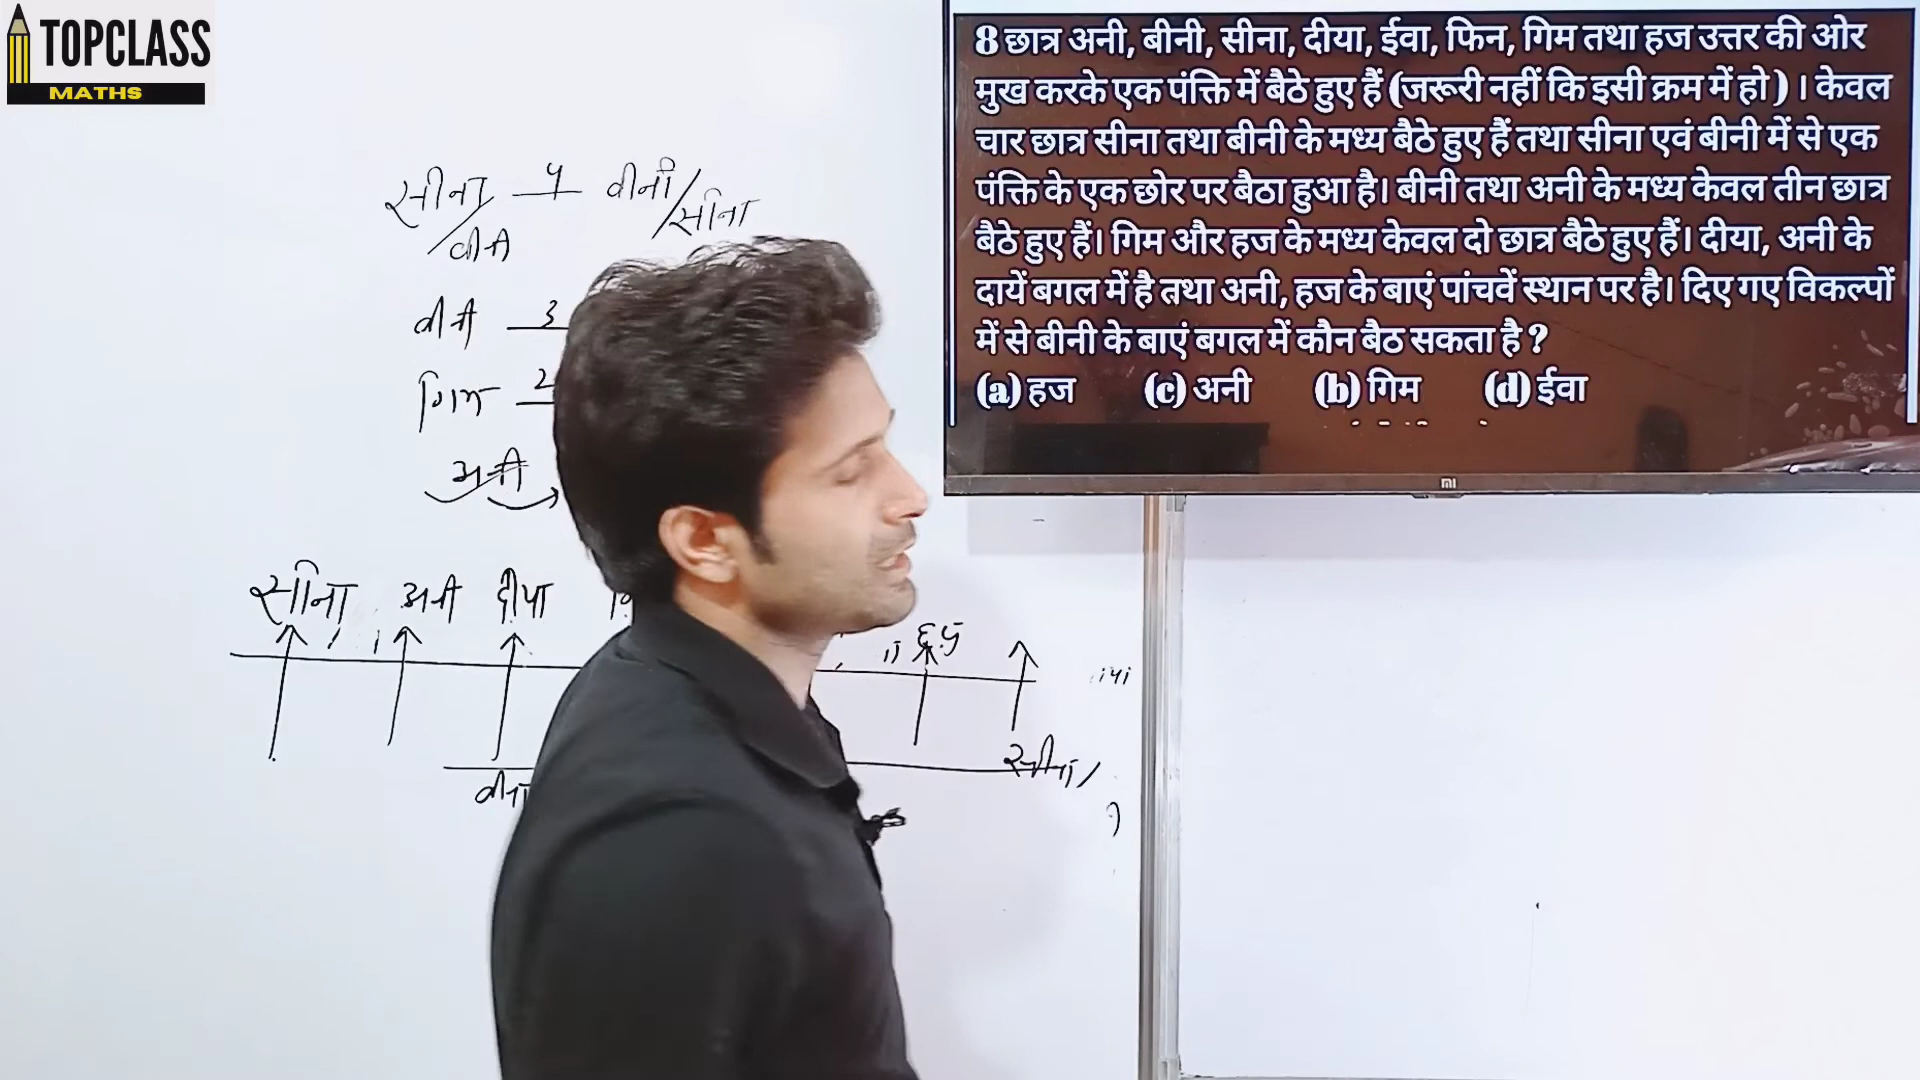 TOPCLASS
MATHS
8 छात्र अनी, बीनी, सीना, दीया, ईवा, फिन, गिम तथा हज उत्तर की ओर
मुख करके एक पंक्ति में बैठे हुए हैं (जरूरी नहीं कि इसी क्रम में हो ) । केवल
चार छात्र सीना तथा बीनी के मध्य बैठे हुए हैं तथा सीना एवं बीनी में से एक
पंक्ति के एक छोर पर बैठा हुआ है। बीनी तथा अनी के मध्य केवल तीन छात्र
बैठे हुए हैं। गिम और हज के मध्य केवल दो छात्र बैठे हुए हैं। दीया, अनी के
दायें बगल में है तथा अनी, हज के बाएं पांचवें स्थान पर है। दिए गए विकल्पों
में से बीनी के बाएं बगल में कौन बैठ सकता है ?
(a) हज (c) अनी (b) गिम (d) ईवा
mi
सीना 4 बीनी/सीना
/बीनी
बीनी 3
गिम 2
अनी
सीना अनी दीया
हज
सीना/